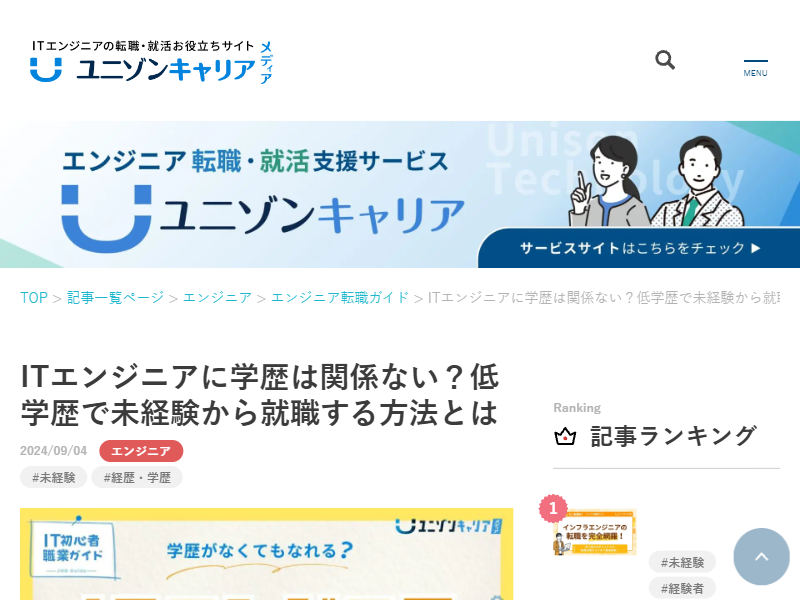 ITエンジニアの転職・就活お役立ちサイト
ユニゾンキャリア
メディア
MENU
Unison
Technology
エンジニア転職・就活支援サービス
ユニゾンキャリア
サービスサイトはこちらをチェック ▶
TOP > 記事一覧ページ > エンジニア > エンジニア転職ガイド > ITエンジニアに学歴は関係ない？低学歴で未経験から就職
ITエンジニアに学歴は関係ない？低
学歴で未経験から就職する方法とは
2024/09/04 エンジニア
#未経験 #経歴・学歴
Ranking
記事ランキング
IT初心者
職業ガイド
学歴がなくてもなれる？
ユニゾンキャリア
1
インフラエンジニアの
転職を完全網羅！
#未経験
#経験者